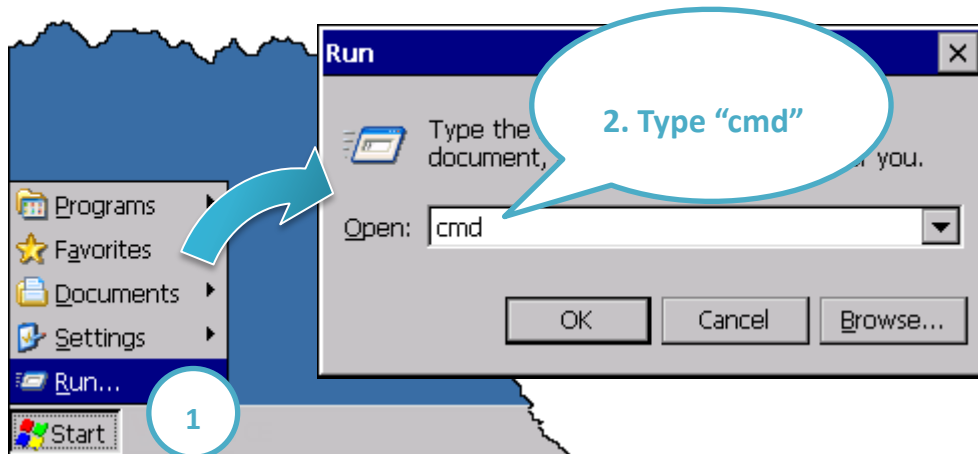 Run
Type the
document,
you.
2. Type “cmd”
Open: cmd
OK Cancel Browse...
Programs
Favorites
Documents
Settings
Run...
1
Start